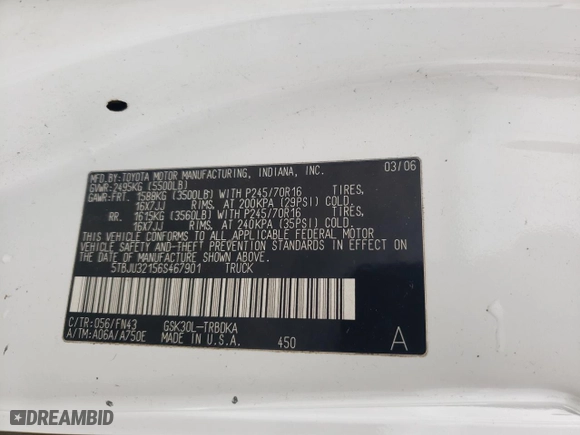 MFD.BY:TOYOTA MOTOR MANUFACTURING, INDIANA, INC. 03/06
GVWR:2495KG (5500LB)
GAWR:FRT. 1588KG (3500LB) WITH P245/70R16 TIRES,
16X7JJ RIMS, AT 200KPA (29PSI) COLD.
RR. 1615KG (3560LB) WITH P245/70R16 TIRES,
16X7JJ RIMS, AT 240KPA (35PSI) COLD.
THIS VEHICLE CONFORMS TO ALL APPLICABLE FEDERAL MOTOR
VEHICLE SAFETY AND THEFT PREVENTION STANDARDS IN EFFECT ON
THE DATE OF MANUFACTURE SHOWN ABOVE.
5TBJU32156S467901 TRUCK
C/TR:056/FN43 GSK30L-TRBDKA
A/TM:A06A/A750E MADE IN U.S.A. 450 A
DREAMBID